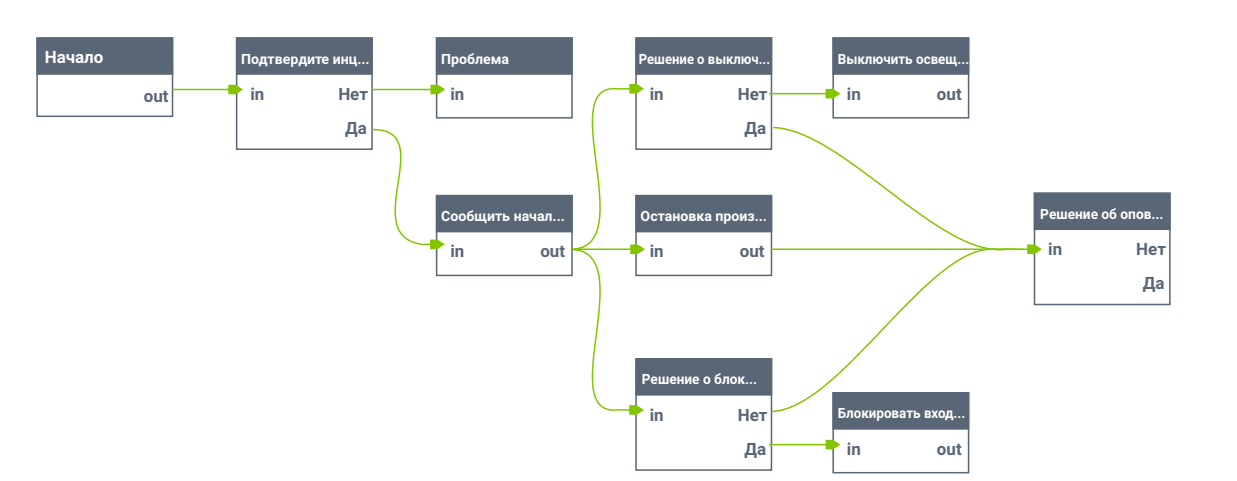 Начало
out
Подтвердите инц...
in Нет
Да
Проблема
in
Решение о выключ...
in Нет
Да
Выключить освещ...
in out
Сообщить начал...
in out
Остановка произ...
in out
Решение об опов...
in Нет
Да
Решение о блок...
in Нет
Да
Блокировать вход...
in out